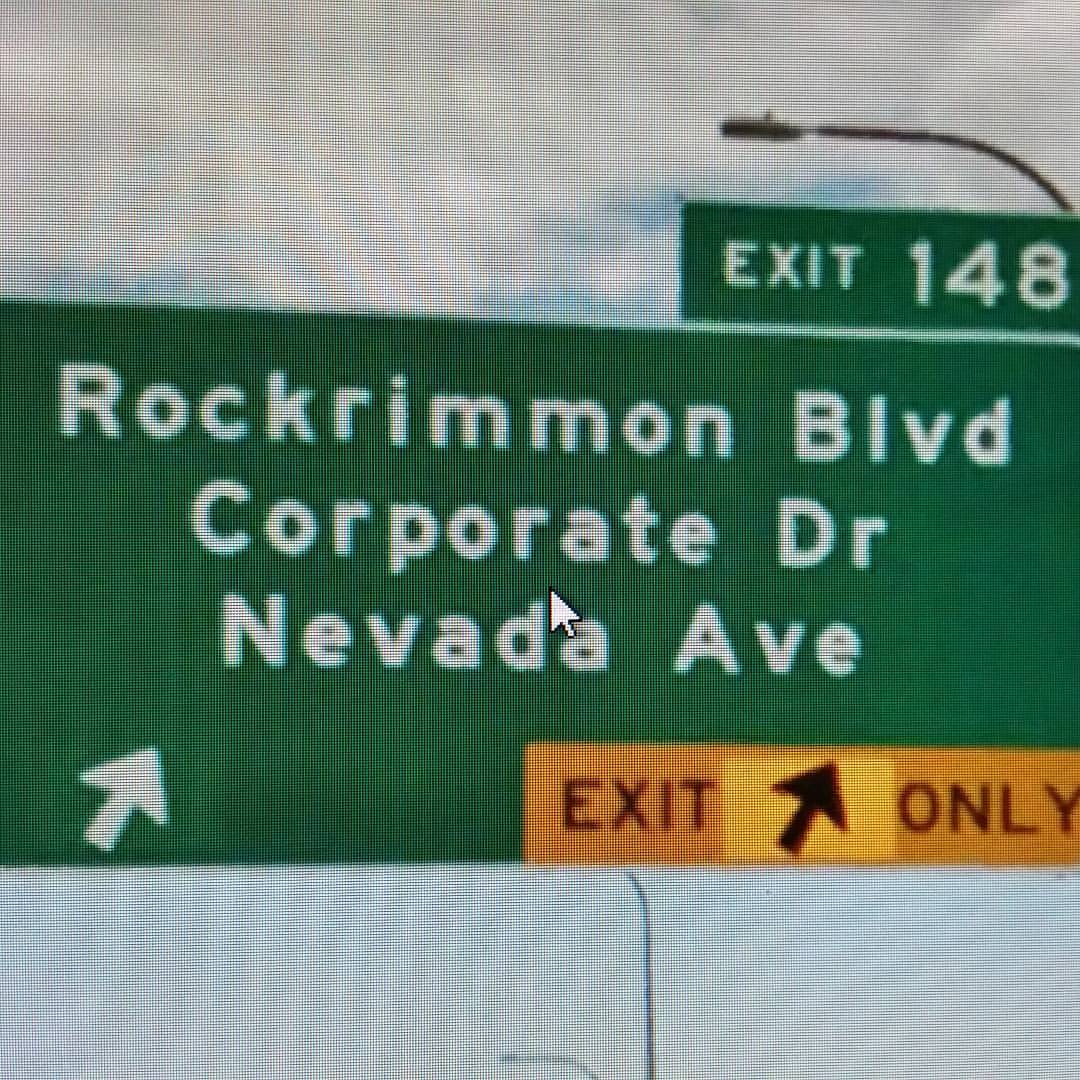 EXIT 148
Rockrimmon Blvd
Corporate Dr
Nevada Ave
EXIT ONLY